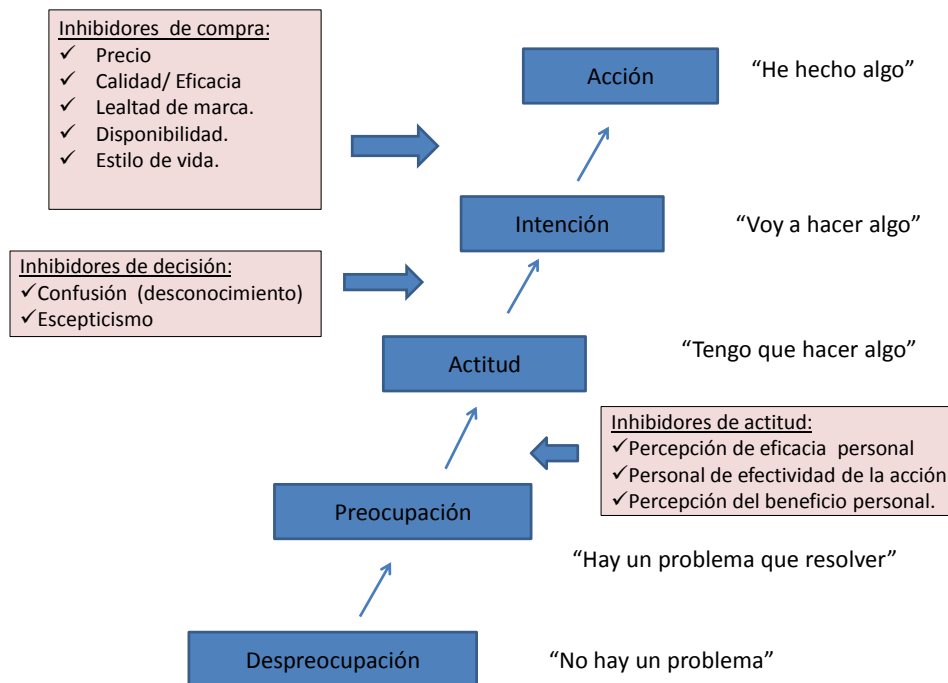 Inhibidores de compra:
✓ Precio
✓ Calidad/ Eficacia
✓ Lealtad de marca.
✓ Disponibilidad.
✓ Estilo de vida.
Acción
“He hecho algo”
Intención
“Voy a hacer algo”
Inhibidores de decisión:
✓Confusión (desconocimiento)
✓Escepticismo
Actitud
“Tengo que hacer algo”
Inhibidores de actitud:
✓Percepción de eficacia personal
✓Personal de efectividad de la acción
✓Percepción del beneficio personal.
Preocupación
“Hay un problema que resolver”
Despreocupación
“No hay un problema”